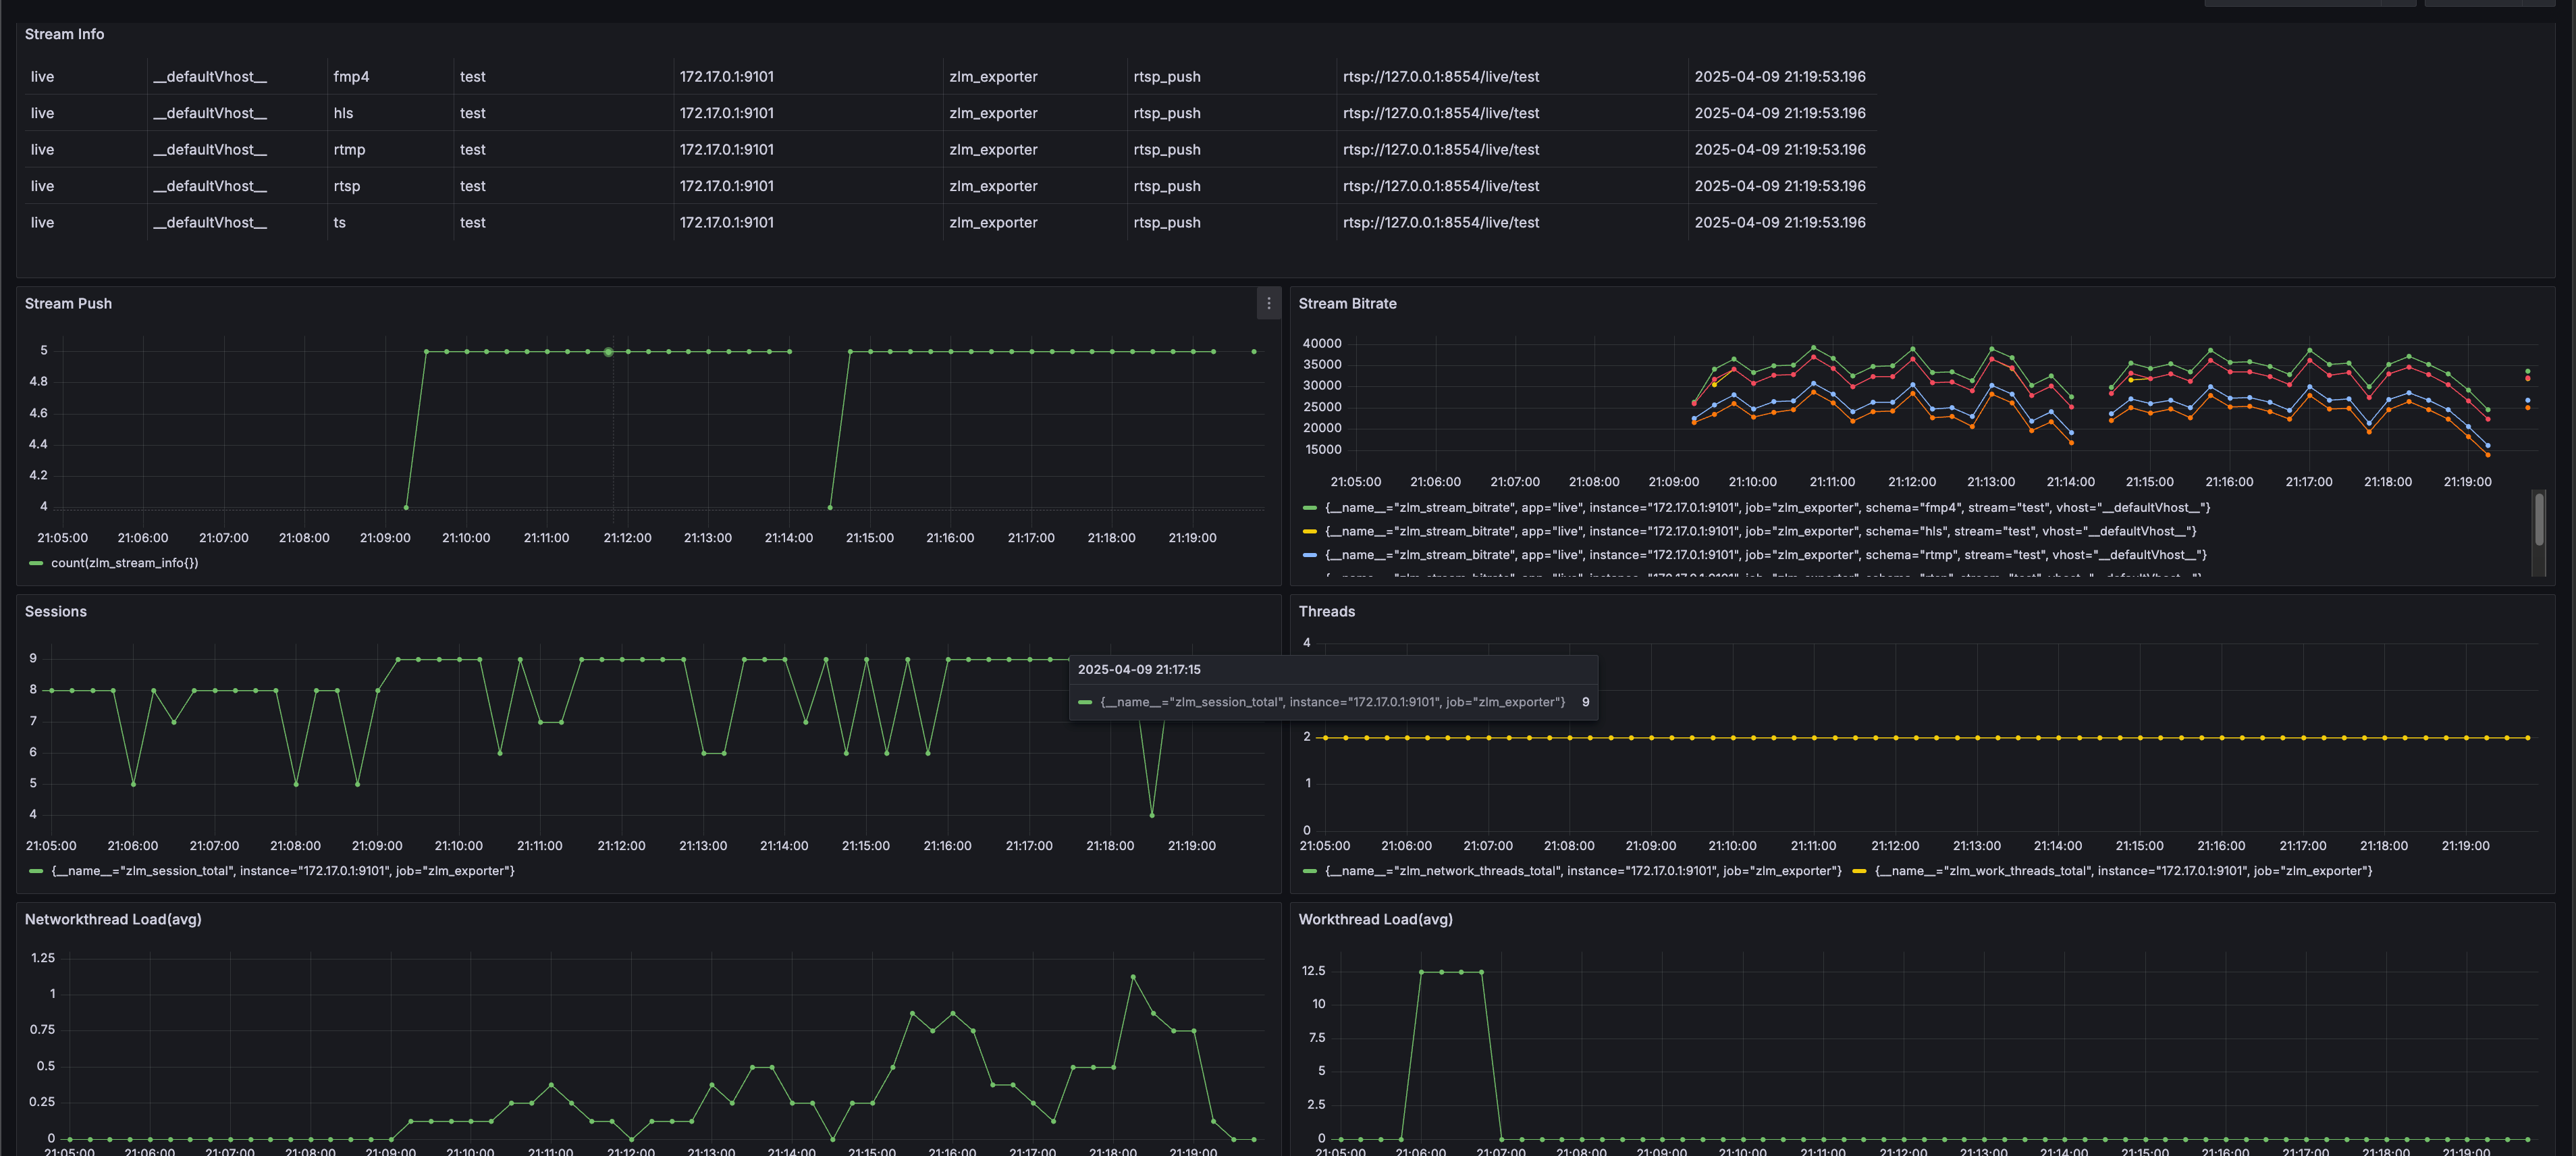 Stream Info
live __defaultVhost__ fmp4 test 172.17.0.1:9101 zlm_exporter rtsp_push rtsp://127.0.0.1:8554/live/test 2025-04-09 21:19:53.196
live __defaultVhost__ hls test 172.17.0.1:9101 zlm_exporter rtsp_push rtsp://127.0.0.1:8554/live/test 2025-04-09 21:19:53.196
live __defaultVhost__ rtmp test 172.17.0.1:9101 zlm_exporter rtsp_push rtsp://127.0.0.1:8554/live/test 2025-04-09 21:19:53.196
live __defaultVhost__ rtsp test 172.17.0.1:9101 zlm_exporter rtsp_push rtsp://127.0.0.1:8554/live/test 2025-04-09 21:19:53.196
live __defaultVhost__ ts test 172.17.0.1:9101 zlm_exporter rtsp_push rtsp://127.0.0.1:8554/live/test 2025-04-09 21:19:53.196
Stream Push
5
4.8
4.6
4.4
4.2
4
21:05:00 21:06:00 21:07:00 21:08:00 21:09:00 21:10:00 21:11:00 21:12:00 21:13:00 21:14:00 21:15:00 21:16:00 21:17:00 21:18:00 21:19:00
count(zlm_stream_info{})
Stream Bitrate
40000
35000
30000
25000
20000
15000
21:05:00 21:06:00 21:07:00 21:08:00 21:09:00 21:10:00 21:11:00 21:12:00 21:13:00 21:14:00 21:15:00 21:16:00 21:17:00 21:18:00 21:19:00
{__name__="zlm_stream_bitrate", app="live", instance="172.17.0.1:9101", job="zlm_exporter", schema="fmp4", stream="test", vhost="__defaultVhost__"}
{__name__="zlm_stream_bitrate", app="live", instance="172.17.0.1:9101", job="zlm_exporter", schema="hls", stream="test", vhost="__defaultVhost__"}
{__name__="zlm_stream_bitrate", app="live", instance="172.17.0.1:9101", job="zlm_exporter", schema="rtmp", stream="test", vhost="__defaultVhost__"}
{__name__="zlm_stream_bitrate", app="live", instance="172.17.0.1:9101", job="zlm_exporter", schema="rtsp", stream="test", vhost="__defaultVhost__"}
Sessions
9
8
7
6
5
4
21:05:00 21:06:00 21:07:00 21:08:00 21:09:00 21:10:00 21:11:00 21:12:00 21:13:00 21:14:00 21:15:00 21:16:00 21:17:00 21:18:00 21:19:00
{__name__="zlm_session_total", instance="172.17.0.1:9101", job="zlm_exporter"}
2025-04-09 21:17:15
{__name__="zlm_session_total", instance="172.17.0.1:9101", job="zlm_exporter"} 9
Threads
4
2
1
0
21:05:00 21:06:00 21:07:00 21:08:00 21:09:00 21:10:00 21:11:00 21:12:00 21:13:00 21:14:00 21:15:00 21:16:00 21:17:00 21:18:00 21:19:00
{__name__="zlm_network_threads_total", instance="172.17.0.1:9101", job="zlm_exporter"} {__name__="zlm_work_threads_total", instance="172.17.0.1:9101", job="zlm_exporter"}
Networkthread Load(avg)
1.25
1
0.75
0.5
0.25
0
21:05:00 21:06:00 21:07:00 21:08:00 21:09:00 21:10:00 21:11:00 21:12:00 21:13:00 21:14:00 21:15:00 21:16:00 21:17:00 21:18:00 21:19:00
Workthread Load(avg)
12.5
10
7.5
5
2.5
0
21:05:00 21:06:00 21:07:00 21:08:00 21:09:00 21:10:00 21:11:00 21:12:00 21:13:00 21:14:00 21:15:00 21:16:00 21:17:00 21:18:00 21:19:00